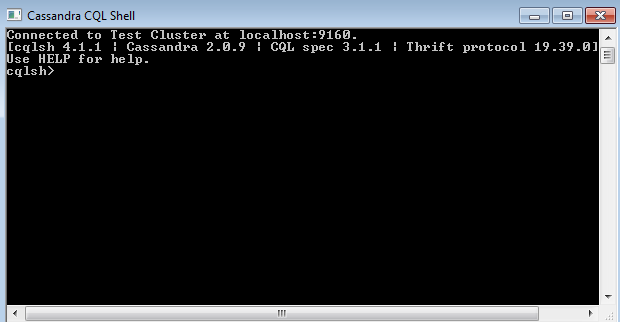 Cassandra CQL Shell
Connected to Test Cluster at localhost:9160.
[cqlsh 4.1.1 ¦ Cassandra 2.0.9 ¦ CQL spec 3.1.1 ¦ Thrift protocol 19.39.0]
Use HELP for help.
cqlsh>